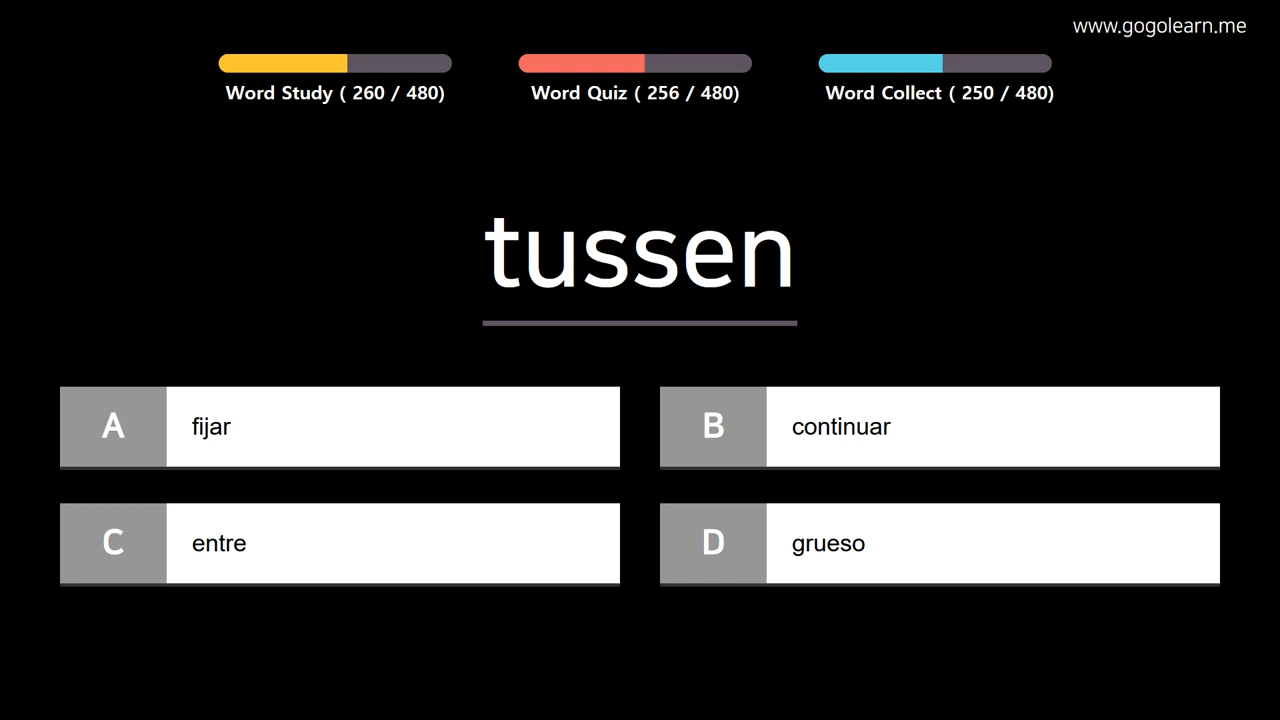 www.gogolearn.me
Word Study ( 260 / 480)
Word Quiz ( 256 / 480)
Word Collect ( 250 / 480)
tussen
A fijar
B continuar
C entre
D grueso